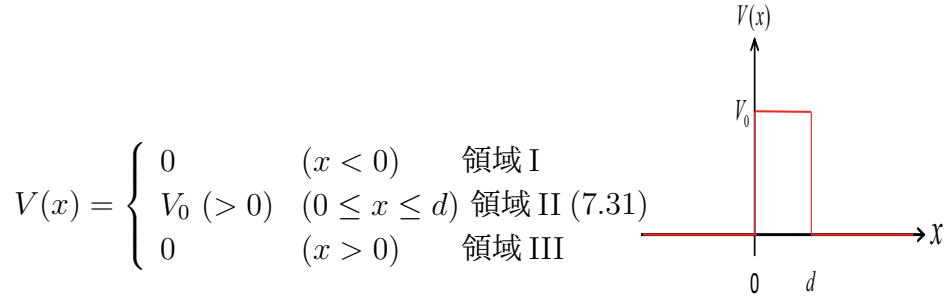 V(x) = { 0 (x < 0) 領域 I
V₀ (> 0) (0 ≤ x ≤ d) 領域 II (7.31)
0 (x > 0) 領域 III
V(x)
V₀
x
0 d